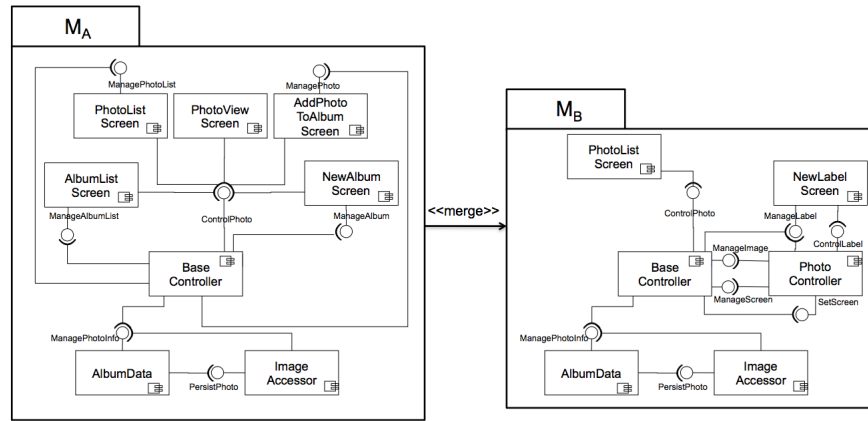 M_A
ManagePhotoList
ManagePhoto
PhotoList
Screen
PhotoView
Screen
AddPhoto
ToAlbum
Screen
AlbumList
Screen
NewAlbum
Screen
ManageAlbumList
ControlPhoto
ManageAlbum
Base
Controller
ManagePhotoInfo
AlbumData
PersistPhoto
Image
Accessor
<<merge>>
M_B
PhotoList
Screen
NewLabel
Screen
ControlPhoto
ManageLabel
ControlLabel
ManageImage
Base
Controller
Photo
Controller
ManageScreen
SetScreen
ManagePhotoInfo
AlbumData
PersistPhoto
Image
Accessor